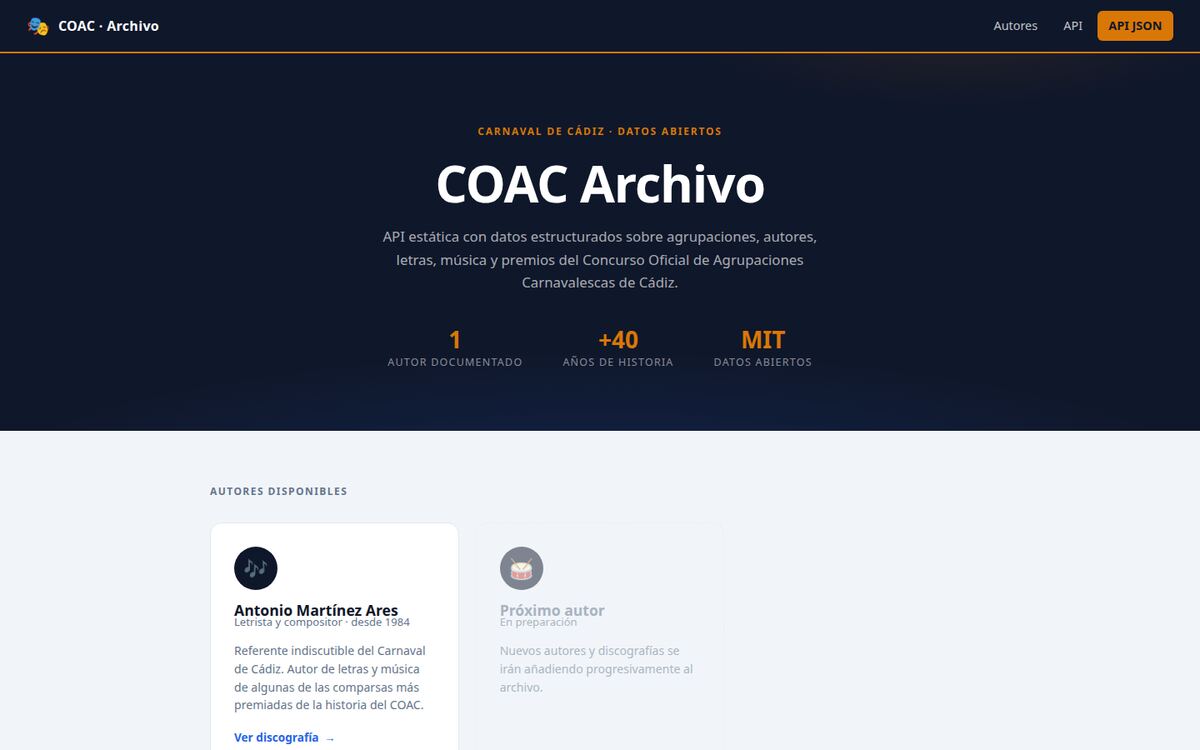 COAC · Archivo
Autores
API
API JSON
CARNAVAL DE CÁDIZ · DATOS ABIERTOS
COAC Archivo
API estática con datos estructurados sobre agrupaciones, autores,
letras, música y premios del Concurso Oficial de Agrupaciones
Carnavalescas de Cádiz.
1
AUTOR DOCUMENTADO
+40
AÑOS DE HISTORIA
MIT
DATOS ABIERTOS
AUTORES DISPONIBLES
Antonio Martínez Ares
Letrista y compositor · desde 1984
Referente indiscutible del Carnaval
de Cádiz. Autor de letras y música
de algunas de las comparsas más
premiadas de la historia del COAC.
Ver discografía →
Próximo autor
En preparación
Nuevos autores y discografías se
irán añadiendo progresivamente al
archivo.